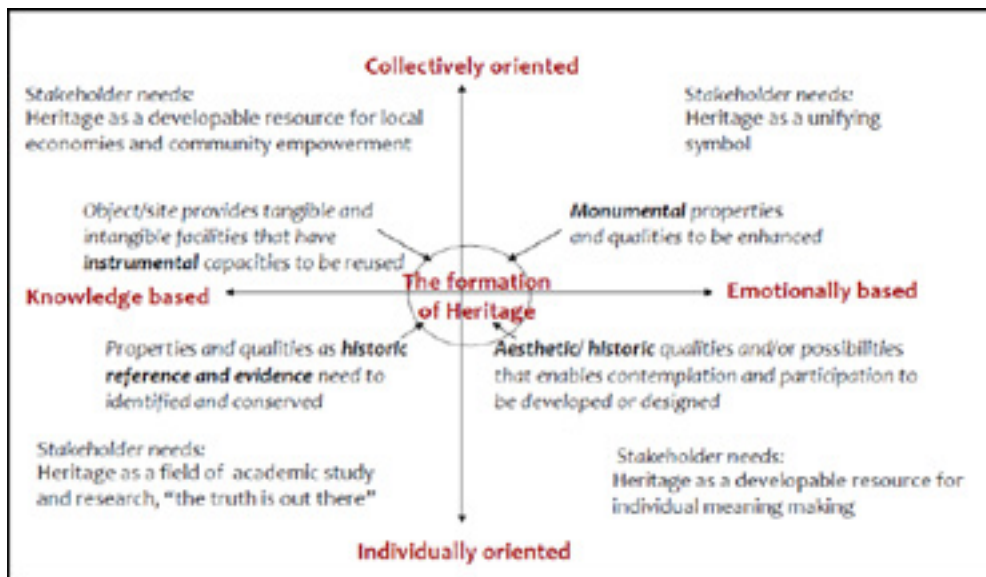 Collectively oriented
Stakeholder needs:
Heritage as a developable resource for local
economies and community empowerment
Stakeholder needs:
Heritage as a unifying
symbol
Object/site provides tangible and
intangible facilities that have
instrumental capacities to be reused
Monumental properties
and qualities to be enhanced
Knowledge based
The formation
of Heritage
Emotionally based
Properties and qualities as historic
reference and evidence need to
identified and conserved
Aesthetic/ historic qualities and/or possibilities
that enables contemplation and participation to
be developed or designed
Stakeholder needs:
Heritage as a field of academic study
and research, “the truth is out there”
Stakeholder needs:
Heritage as a developable resource for
individual meaning making
Individually oriented